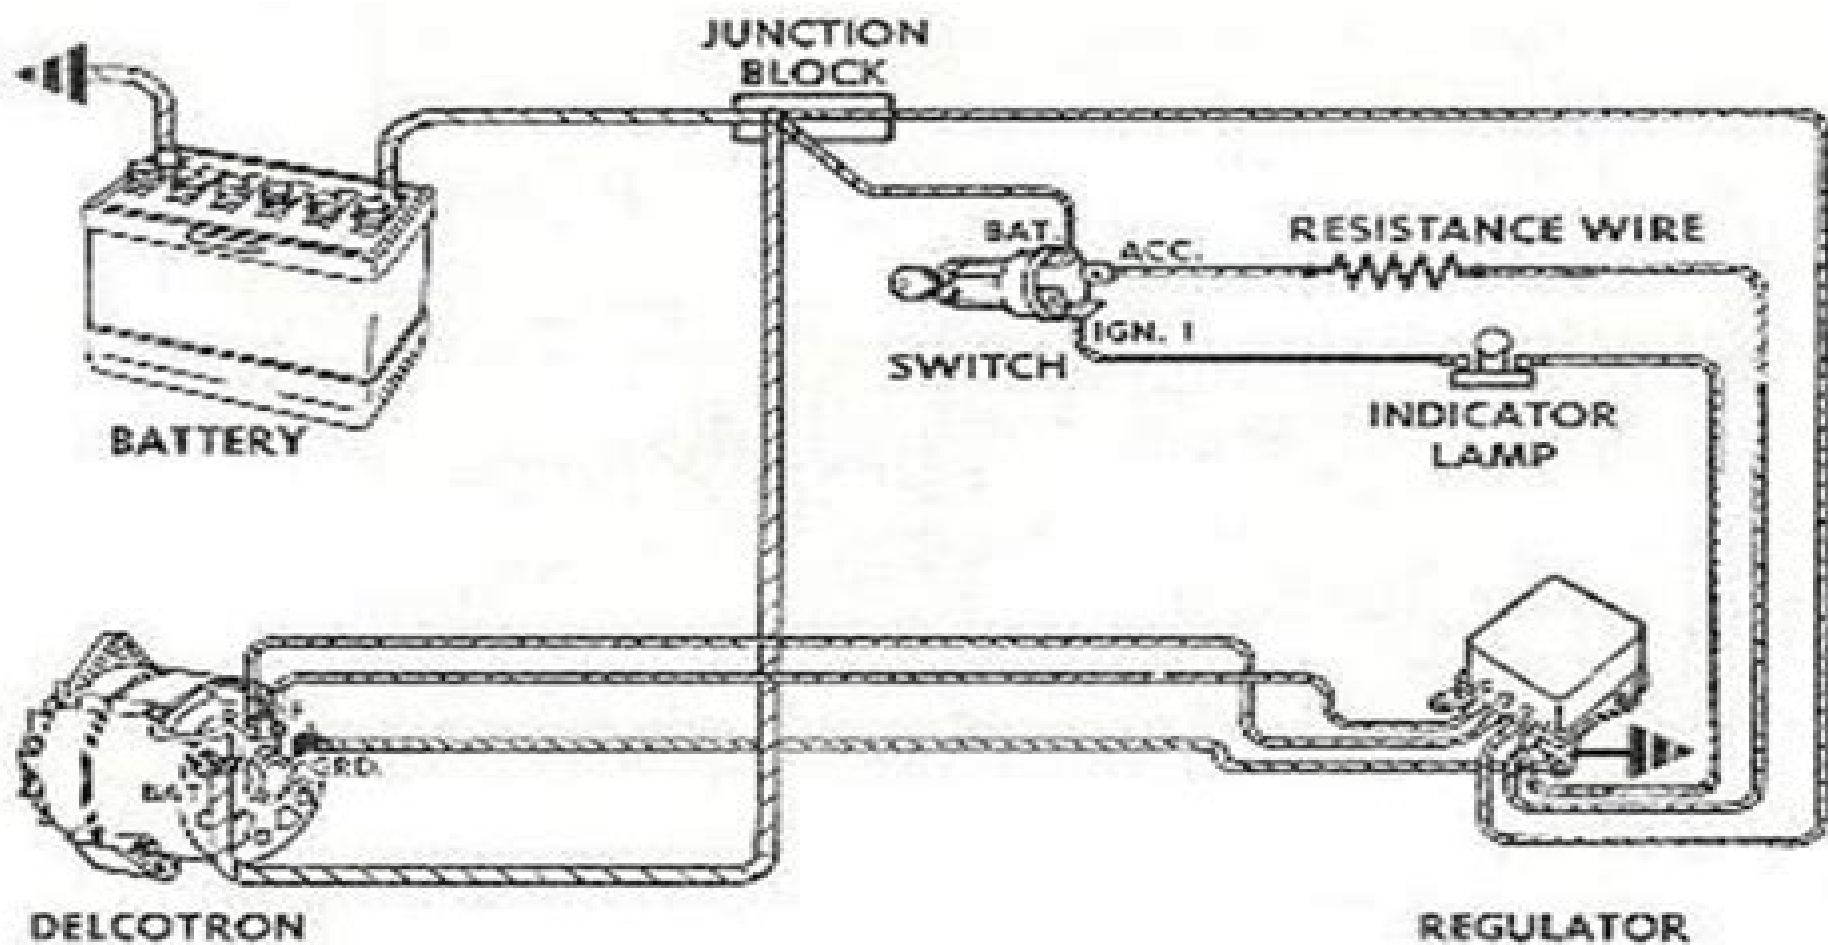 JUNCTION
BLOCK
BAT.
ACC.
RESISTANCE WIRE
IGN. 1
SWITCH
INDICATOR
LAMP
BATTERY
GRD.
BAT
DELCOTRON
REGULATOR